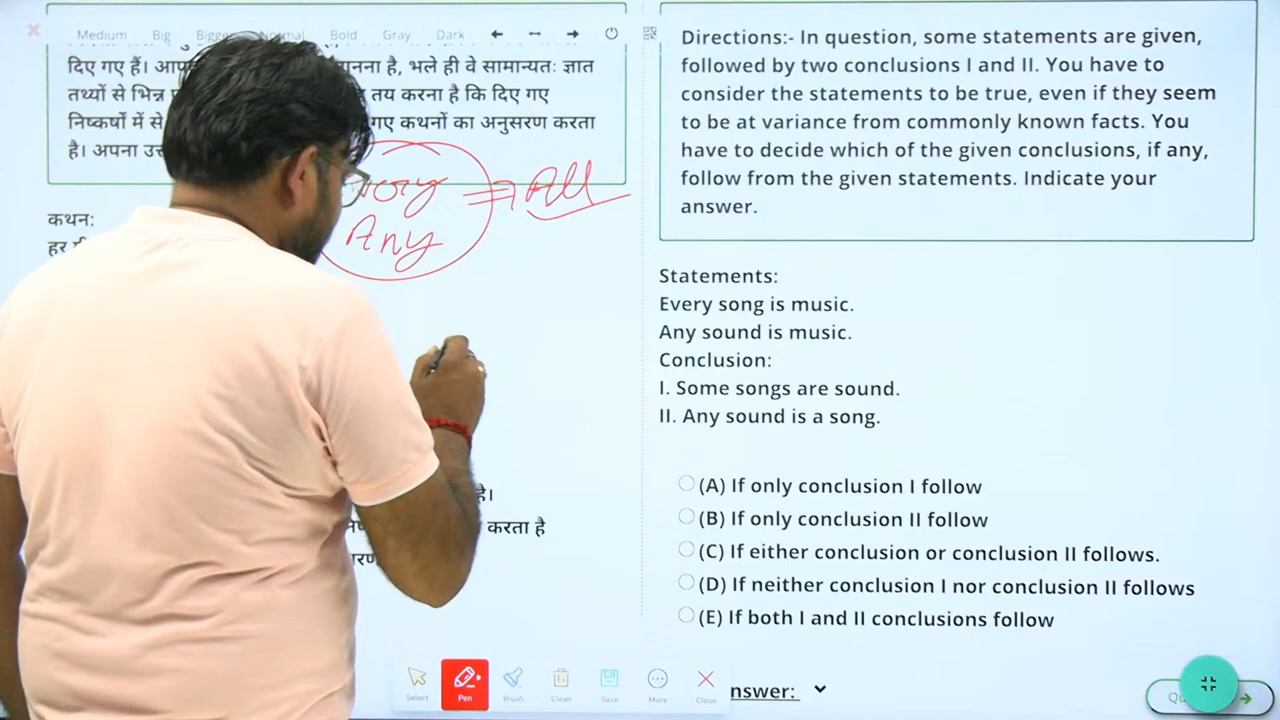 Medium Big Bigger Normal Bold Gray Dark
दिए गए हैं। है, भले ही वे सामान्यतः ज्ञात
तथ्यों से भिन्न तय करना है कि दिए गए
निष्कर्षों में से गए कथनों का अनुसरण करता
है। अपना
Any
⇒ All
कथन:
हर
है।
करता है
Directions:- In question, some statements are given,
followed by two conclusions I and II. You have to
consider the statements to be true, even if they seem
to be at variance from commonly known facts. You
have to decide which of the given conclusions, if any,
follow from the given statements. Indicate your
answer.
Statements:
Every song is music.
Any sound is music.
Conclusion:
I. Some songs are sound.
II. Any sound is a song.
(A) If only conclusion I follow
(B) If only conclusion II follow
(C) If either conclusion or conclusion II follows.
(D) If neither conclusion I nor conclusion II follows
(E) If both I and II conclusions follow
Select Pen Brush Clean Save More Close